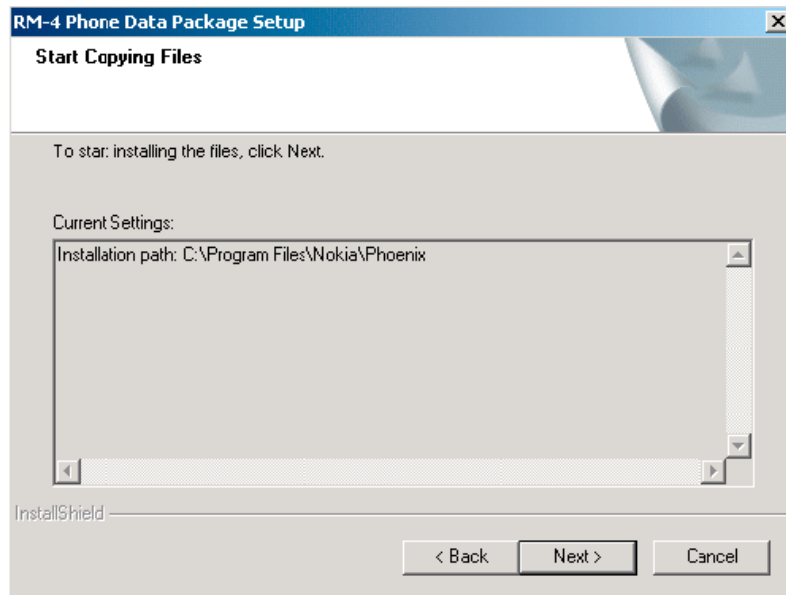 RM-4 Phone Data Package Setup
Start Copying Files
To star: installing the files, click Next.
Current Settings:
Installation path: C:\Program Files\Nokia\Phoenix
InstallShield
< Back
Next >
Cancel